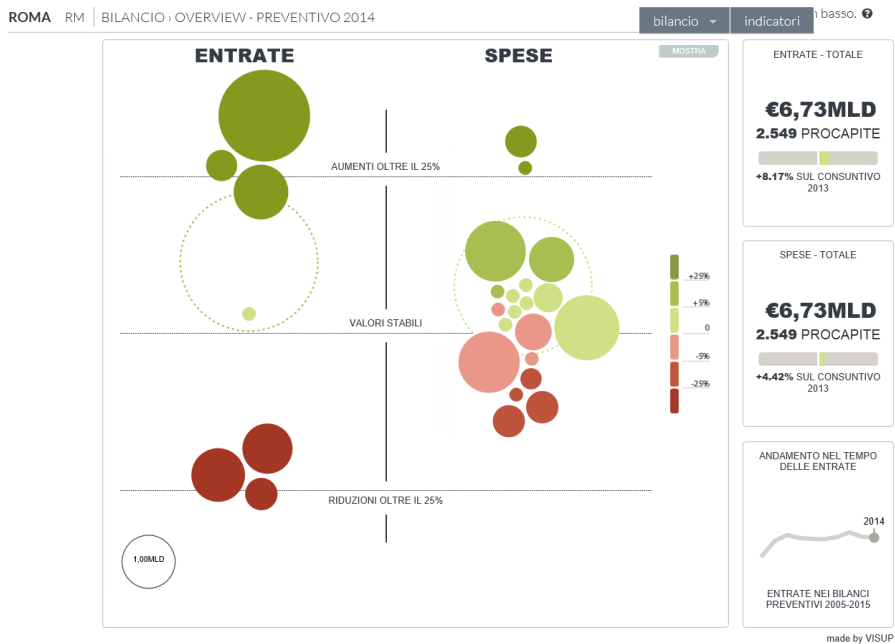 ROMA RM BILANCIO › OVERVIEW - PREVENTIVO 2014
bilancio indicatori
basso.
ENTRATE SPESE
MOSTRA
AUMENTI OLTRE IL 25%
VALORI STABILI
RIDUZIONI OLTRE IL 25%
1,00MLD
+25%
+5%
0
-5%
-25%
ENTRATE - TOTALE
€6,73MLD
2.549 PROCAPITE
+8.17% SUL CONSUNTIVO
2013
SPESE - TOTALE
€6,73MLD
2.549 PROCAPITE
+4.42% SUL CONSUNTIVO
2013
ANDAMENTO NEL TEMPO
DELLE ENTRATE
2014
ENTRATE NEI BILANCI
PREVENTIVI 2005-2015
made by VISUP